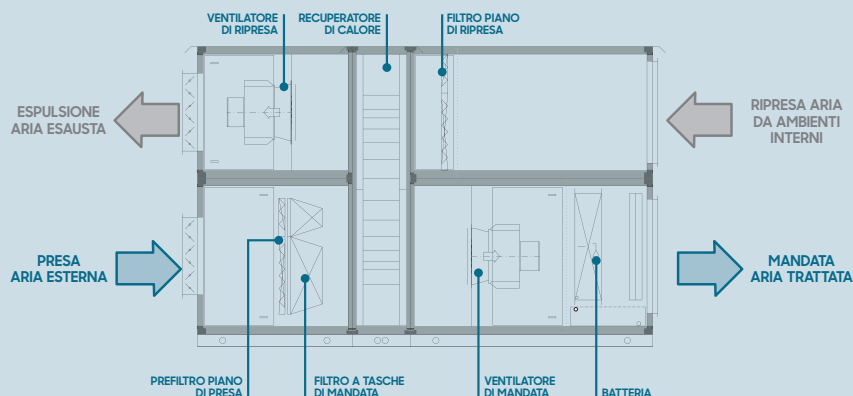 VENTILATORE
DI RIPRESA
RECUPERATORE
DI CALORE
FILTRO PIANO
DI RIPRESA
ESPULSIONE
ARIA ESAUSTA
RIPRESA ARIA
DA AMBIENTI
INTERNI
PRESA
ARIA ESTERNA
MANDATA
ARIA TRATTATA
PREFILTRO PIANO
DI PRESA
FILTRO A TASCHE
DI MANDATA
VENTILATORE
DI MANDATA
BATTERIA